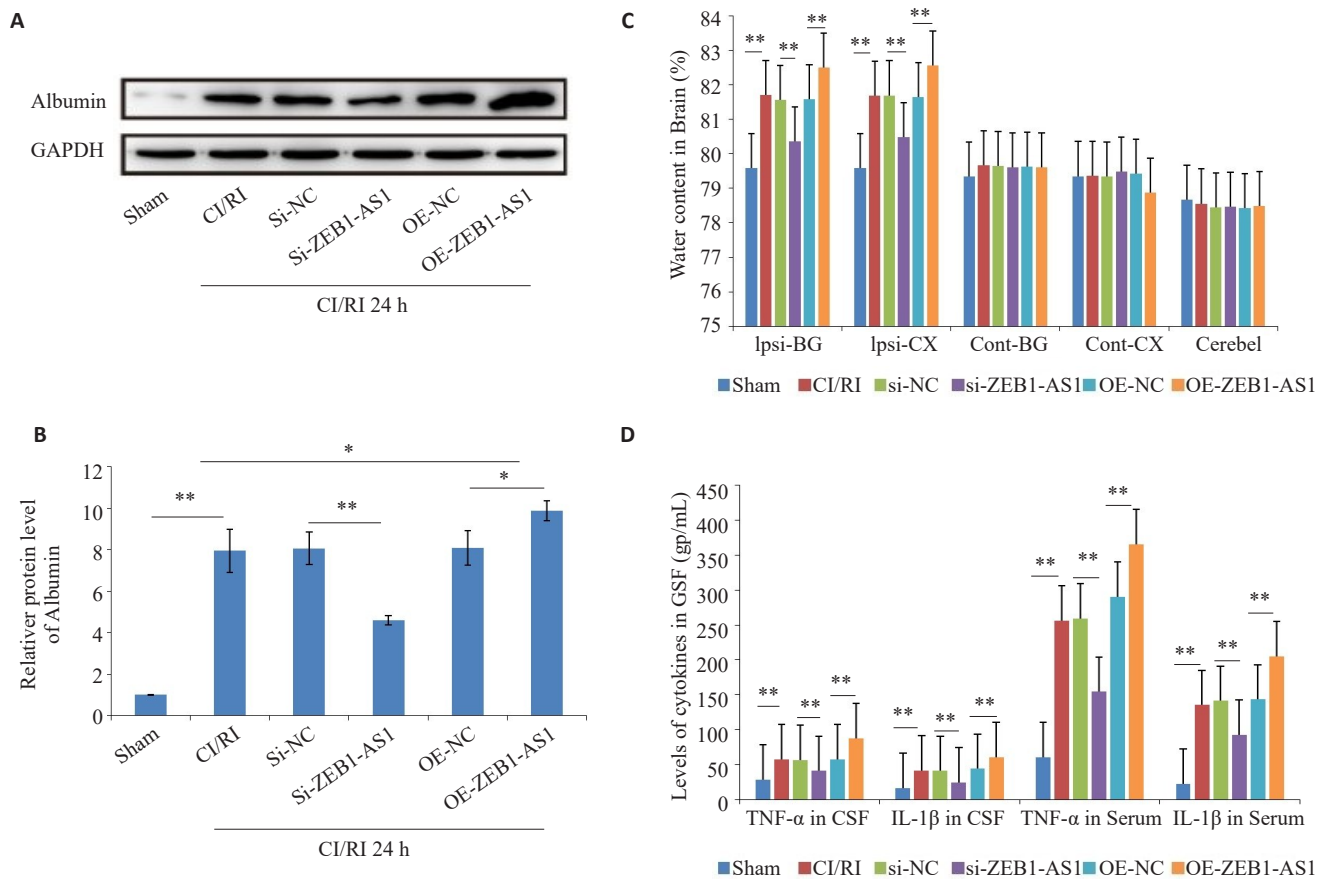 A
Albumin
GAPDH
Sham
CI/RI
Si-NC
Si-ZEB1-AS1
OE-NC
OE-ZEB1-AS1
CI/RI 24 h
B
Relativer protein level
of Albumin
12
10
8
6
4
2
0
*
**
**
*
Sham
CI/RI
Si-NC
Si-ZEB1-AS1
OE-NC
OE-ZEB1-AS1
CI/RI 24 h
C
Water content in Brain (%)
84
83
82
81
80
79
78
77
76
75
** ** ** ** ** **
lpsi-BG lpsi-CX Cont-BG Cont-CX Cerebel
Sham CI/RI si-NC si-ZEB1-AS1 OE-NC OE-ZEB1-AS1
D
Levels of cytokines in GSF (gp/mL)
450
400
350
300
250
200
150
100
50
0
** ** ** ** ** ** ** ** ** ** ** **
TNF-α in CSF IL-1β in CSF TNF-α in Serum IL-1β in Serum
Sham CI/RI si-NC si-ZEB1-AS1 OE-NC OE-ZEB1-AS1